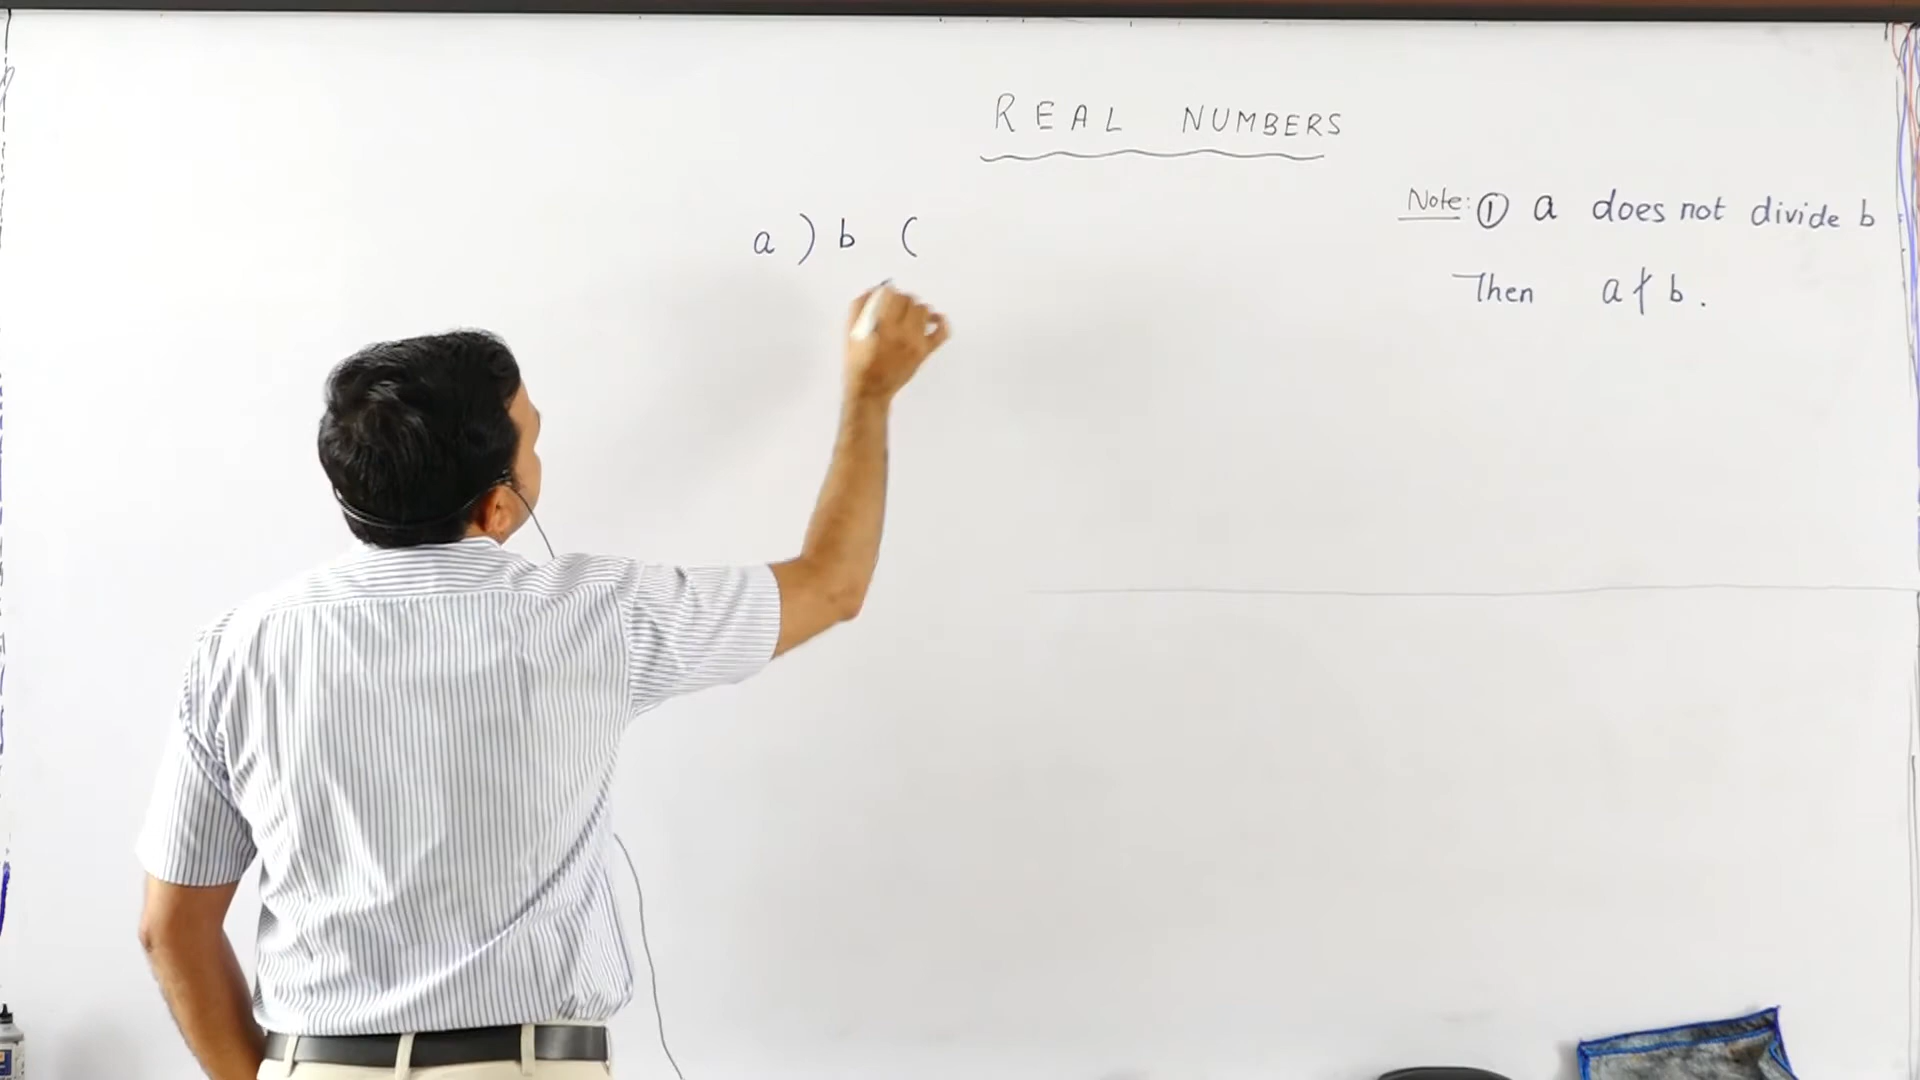 REAL NUMBERS
a ) b (
Note: ① a does not divide b
Then a ∤ b .